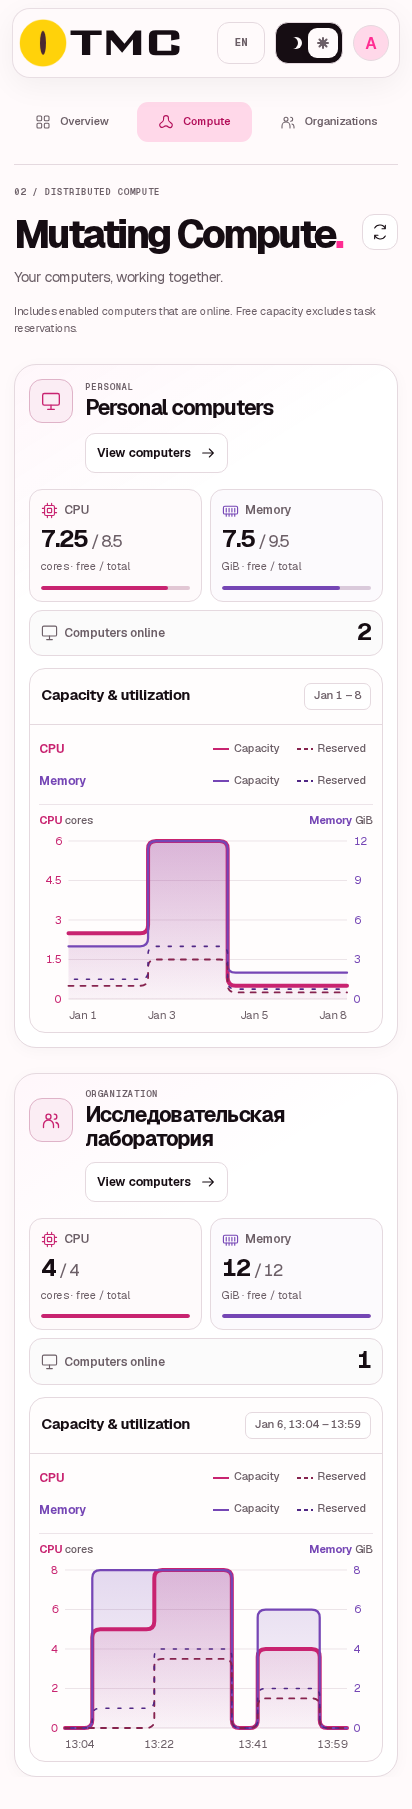 TMC
EN
A
Overview
Compute
Organizations
02 / DISTRIBUTED COMPUTE
Mutating Compute.
Your computers, working together.
Includes enabled computers that are online. Free capacity excludes task
reservations.
PERSONAL
Personal computers
View computers →
CPU
7.25 / 8.5
cores · free / total
Memory
7.5 / 9.5
GiB · free / total
Computers online
2
Capacity & utilization
Jan 1 – 8
CPU
Capacity
Reserved
Memory
Capacity
Reserved
CPU cores
Memory GiB
6
12
4.5
9
3
6
1.5
3
0
0
Jan 1
Jan 3
Jan 5
Jan 8
ORGANIZATION
Исследовательская
лаборатория
View computers →
CPU
4 / 4
cores · free / total
Memory
12 / 12
GiB · free / total
Computers online
1
Capacity & utilization
Jan 6, 13:04 – 13:59
CPU
Capacity
Reserved
Memory
Capacity
Reserved
CPU cores
Memory GiB
8
8
6
6
4
4
2
2
0
0
13:04
13:22
13:41
13:59